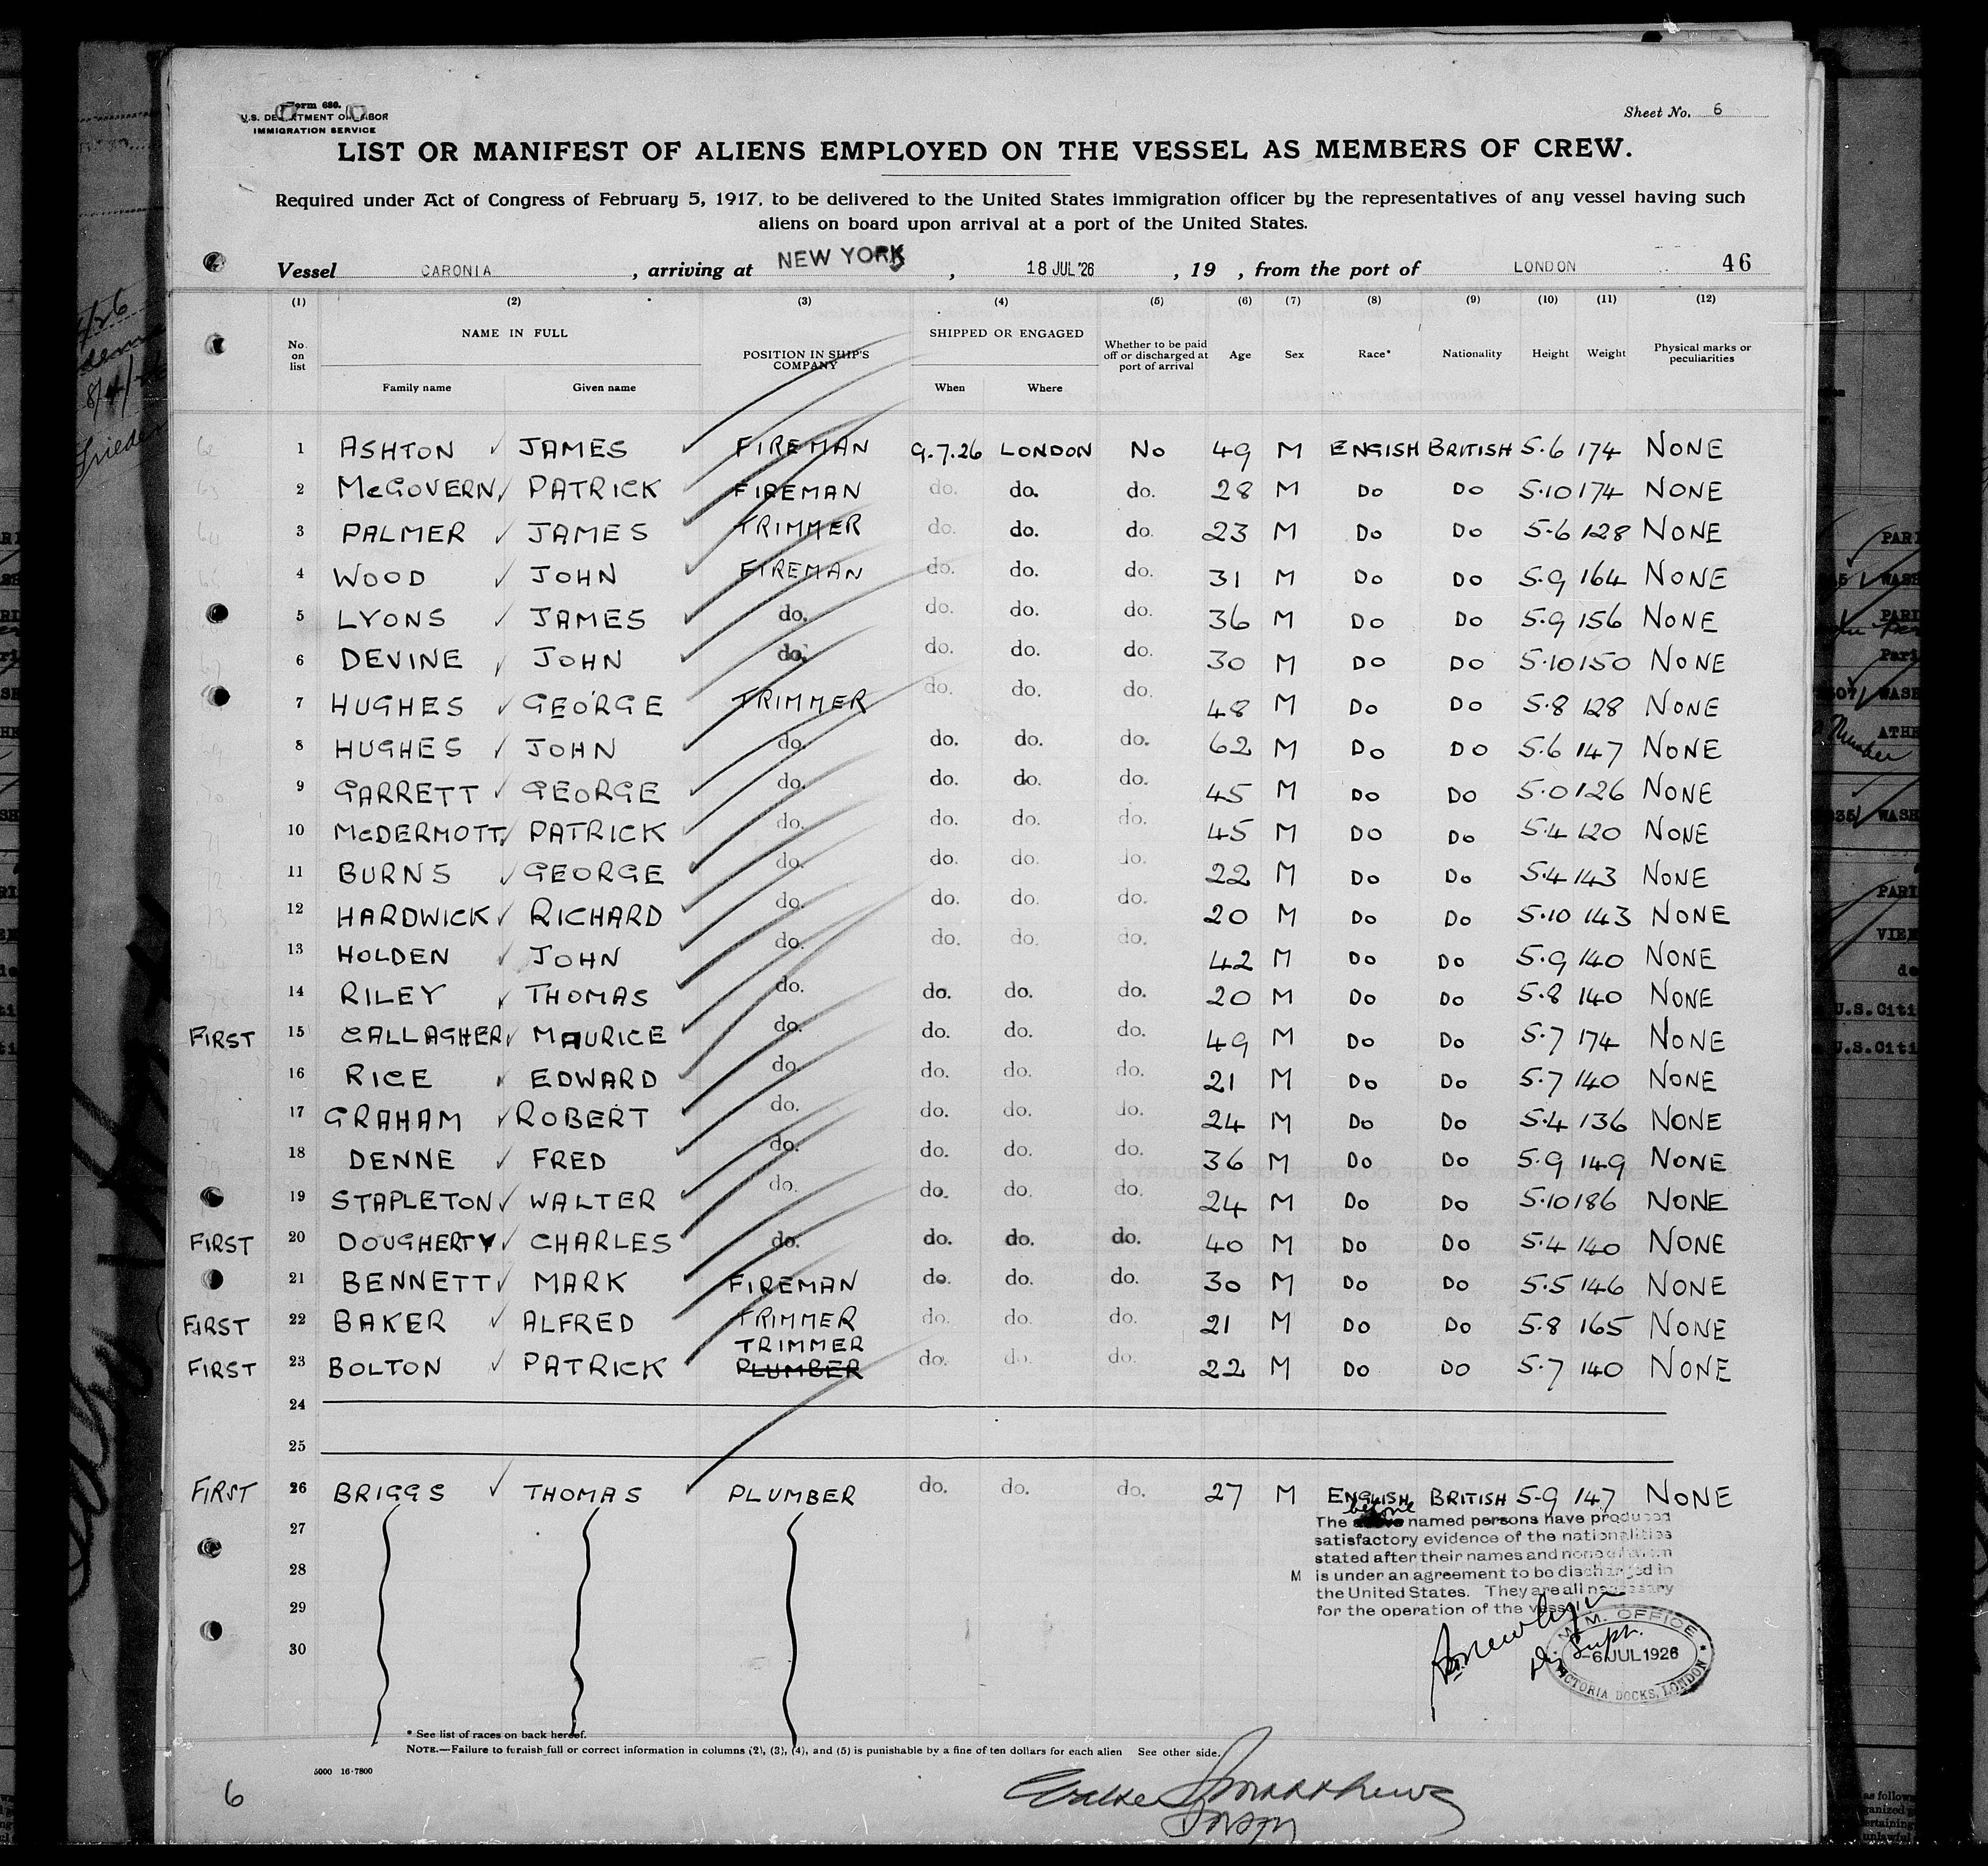 Form 680.
U.S. DEPARTMENT OF LABOR
IMMIGRATION SERVICE
Sheet No. 6
LIST OR MANIFEST OF ALIENS EMPLOYED ON THE VESSEL AS MEMBERS OF CREW.
Required under Act of Congress of February 5, 1917, to be delivered to the United States immigration officer by the representatives of any vessel having such
aliens on board upon arrival at a port of the United States.
Vessel CARONIA, arriving at NEW YORK, 18 JUL '26, 19 , from the port of LONDON 46
(1) (2) (3) (4) (5) (6) (7) (8) (9) (10) (11) (12)
No. on list NAME IN FULL Family name Given name POSITION IN SHIP'S COMPANY SHIPPED OR ENGAGED When Where Whether to be paid off or discharged at port of arrival Age Sex Race* Nationality Height Weight Physical marks or peculiarities
1 ASHTON JAMES FIREMAN 9.7.26 LONDON No 49 M ENGISH BRITISH 5.6 174 NONE
2 McGOVERN PATRICK FIREMAN do. do. do. 28 M Do Do 5.10 174 NONE
3 PALMER JAMES TRIMMER do. do. do. 23 M Do Do 5.6 128 NONE
4 WOOD JOHN FIREMAN do. do. do. 31 M Do Do 5.9 164 NONE
5 LYONS JAMES do. do. do. do. 36 M Do Do 5.9 156 NONE
6 DEVINE JOHN do. do. do. do. 30 M Do Do 5.10 150 NONE
7 HUGHES GEORGE TRIMMER do. do. do. 48 M Do Do 5.8 128 NONE
8 HUGHES JOHN do. do. do. do. 62 M Do Do 5.6 147 NONE
9 GARRETT GEORGE do. do. do. do. 45 M Do Do 5.0 126 NONE
10 McDERMOTT PATRICK do. do. do. do. 45 M Do Do 5.4 120 NONE
11 BURNS GEORGE do. do. do. do. 22 M Do Do 5.4 143 NONE
12 HARDWICK RICHARD do. do. do. do. 20 M Do Do 5.10 143 NONE
13 HOLDEN JOHN do. do. do. do. 42 M Do Do 5.9 140 NONE
14 RILEY THOMAS do. do. do. do. 20 M Do Do 5.8 140 NONE
FIRST 15 GALLAGHER MAURICE do. do. do. do. 49 M Do Do 5.7 174 NONE
16 RICE EDWARD do. do. do. do. 21 M Do Do 5.7 140 NONE
17 GRAHAM ROBERT do. do. do. do. 24 M Do Do 5.4 136 NONE
18 DENNE FRED do. do. do. do. 36 M Do Do 5.9 149 NONE
19 STAPLETON WALTER do. do. do. do. 24 M Do Do 5.10 186 NONE
FIRST 20 DOUGHERTY CHARLES do. do. do. do. 40 M Do Do 5.4 140 NONE
21 BENNETT MARK FIREMAN do. do. do. 30 M Do Do 5.5 146 NONE
FIRST 22 BAKER ALFRED TRIMMER do. do. do. 21 M Do Do 5.8 165 NONE
TRIMMER
FIRST 23 BOLTON PATRICK PLUMBER do. do. do. 22 M Do Do 5.7 140 NONE
24
25
FIRST 26 BRIGGS THOMAS PLUMBER do. do. do. 27 M ENGLISH BRITISH 5-9 147 NONE
before
27 The named persons have produced
satisfactory evidence of the nationalities
stated after their names and none of them
28 M is under an agreement to be discharged in
the United States. They are all necessary
29 for the operation of the vessel
30
M.M. OFFICE
-6 JUL 1926
VICTORIA DOCKS, LONDON
* See list of races on back hereof.
NOTE.—Failure to furnish full or correct information in columns (2), (3), (4), and (5) is punishable by a fine of ten dollars for each alien See other side.
5000 16-7800
6